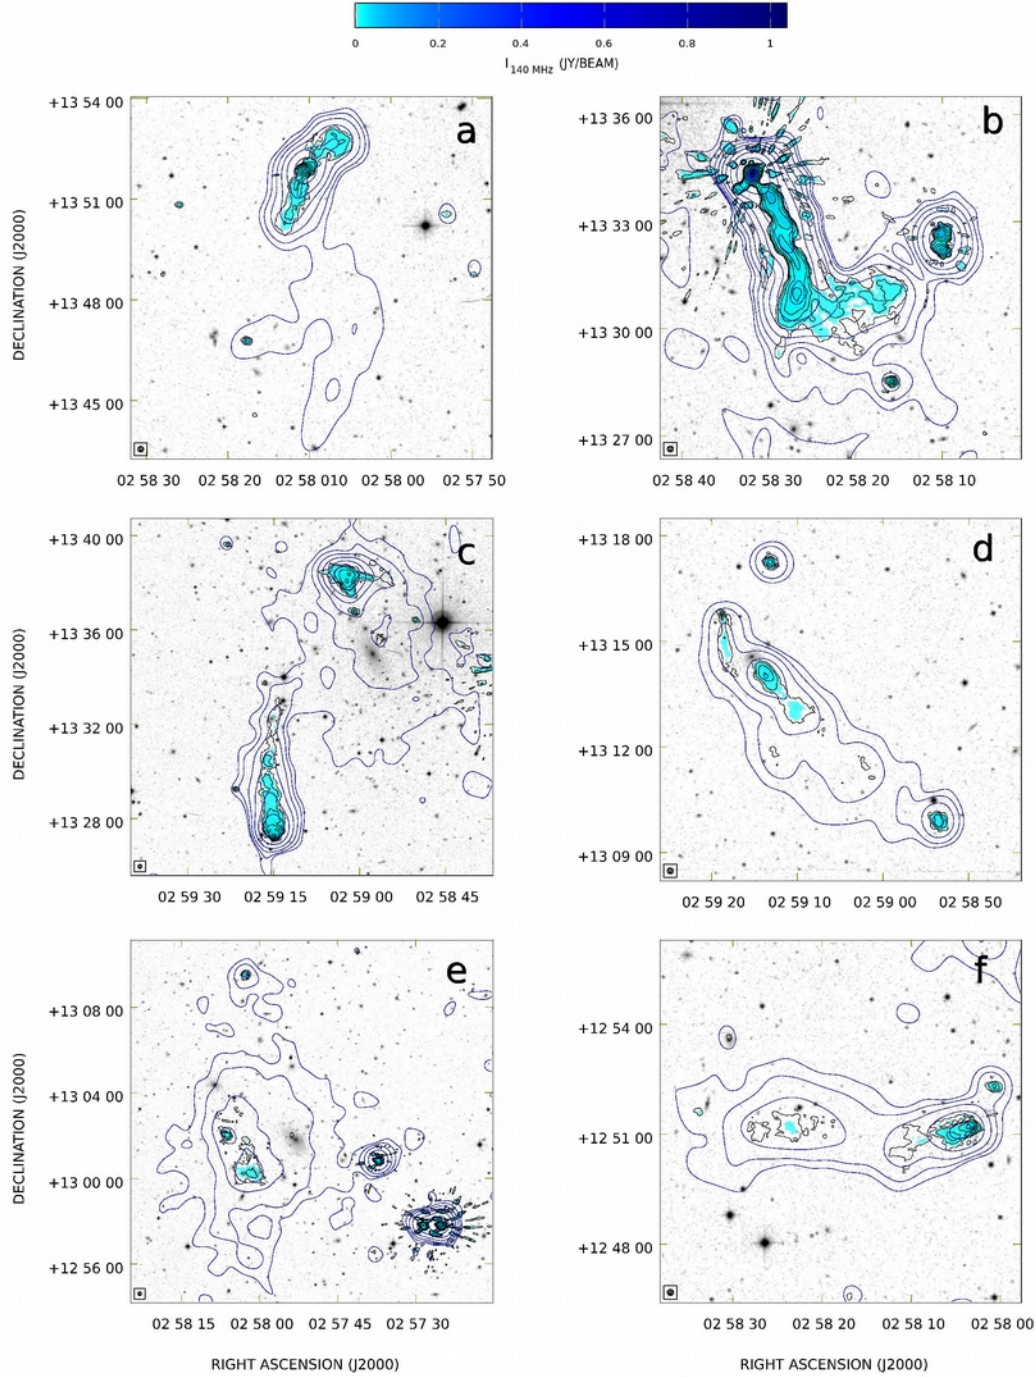 0 0.2 0.4 0.6 0.8 1
I 140 MHz (JY/BEAM)
a
+13 54 00
+13 51 00
+13 48 00
+13 45 00
DECLINATION (J2000)
02 58 30 02 58 20 02 58 010 02 58 00 02 57 50
b
+13 36 00
+13 33 00
+13 30 00
+13 27 00
02 58 40 02 58 30 02 58 20 02 58 10
c
+13 40 00
+13 36 00
+13 32 00
+13 28 00
DECLINATION (J2000)
02 59 30 02 59 15 02 59 00 02 58 45
d
+13 18 00
+13 15 00
+13 12 00
+13 09 00
02 59 20 02 59 10 02 59 00 02 58 50
e
+13 08 00
+13 04 00
+13 00 00
+12 56 00
DECLINATION (J2000)
02 58 15 02 58 00 02 57 45 02 57 30
RIGHT ASCENSION (J2000)
f
+12 54 00
+12 51 00
+12 48 00
02 58 30 02 58 20 02 58 10 02 58 00
RIGHT ASCENSION (J2000)